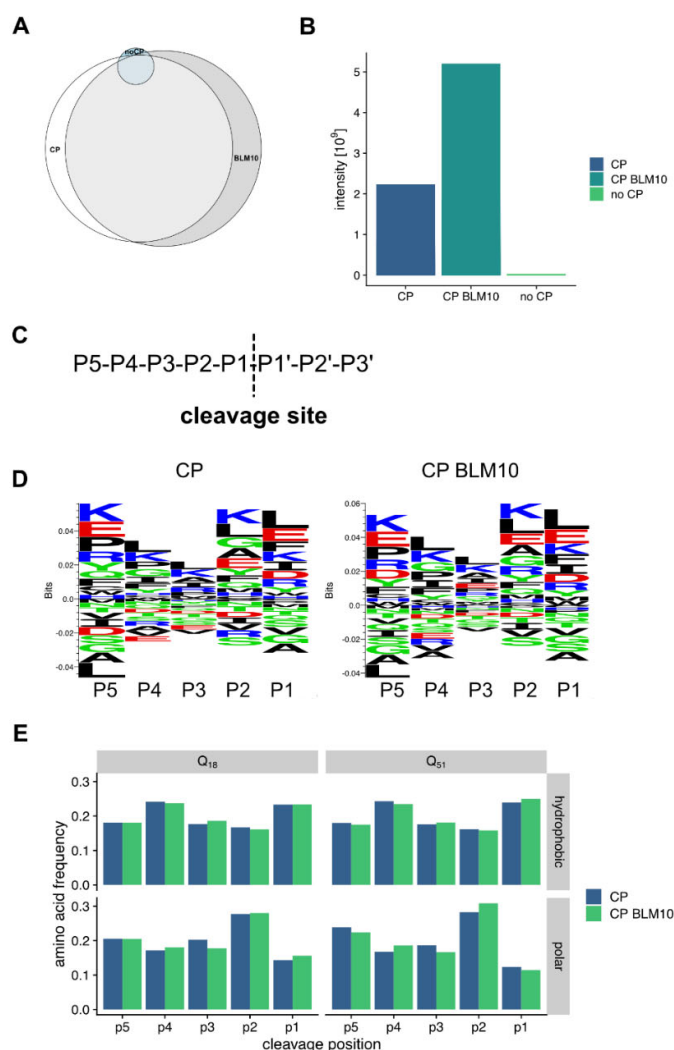 A
noCP
CP
BLM10
B
intensity [10⁹]
5
4
3
2
1
0
CP
CP BLM10
no CP
CP
CP BLM10
no CP
C
P5-P4-P3-P2-P1-P1'-P2'-P3'
cleavage site
D
CP
Bits
0.04
0.02
0.0
-0.02
-0.04
P5 P4 P3 P2 P1
CP BLM10
Bits
0.06
0.04
0.02
0.0
-0.02
-0.04
P5 P4 P3 P2 P1
E
Q₁₈ Q₅₁
amino acid frequency
0.3
0.2
0.1
0.0
hydrophobic
0.3
0.2
0.1
0.0
polar
p5 p4 p3 p2 p1 p5 p4 p3 p2 p1
cleavage position
CP
CP BLM10